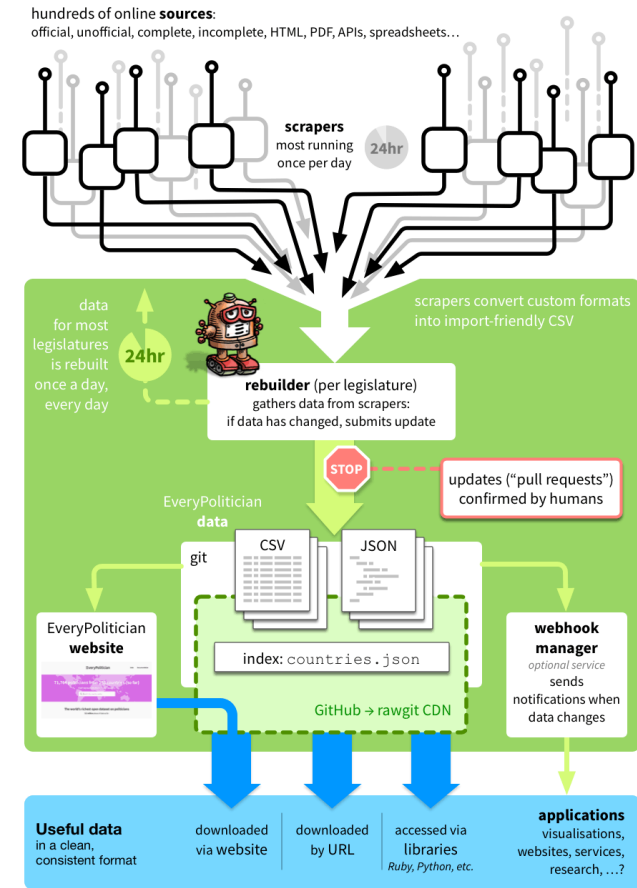 hundreds of online sources:
official, unofficial, complete, incomplete, HTML, PDF, APIs, spreadsheets…
scrapers
most running
once per day
24hr
data
for most
legislatures
is rebuilt
once a day,
every day
24hr
scrapers convert custom formats
into import-friendly CSV
rebuilder (per legislature)
gathers data from scrapers:
if data has changed, submits update
STOP
updates (“pull requests”)
confirmed by humans
EveryPolitician
data
git
CSV
JSON
index: countries.json
GitHub → rawgit CDN
EveryPolitician
website
EveryPolitician
webhook
manager
optional service
sends
notifications when
data changes
Useful data
in a clean,
consistent format
downloaded
via website
downloaded
by URL
accessed via
libraries
Ruby, Python, etc.
applications
visualisations,
websites, services,
research, …?